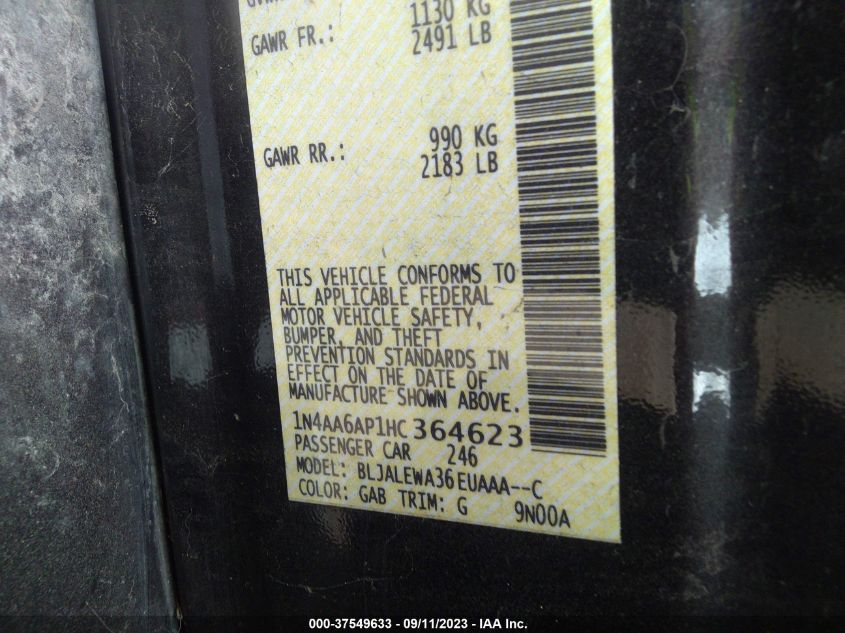 1130 KG
GAWR FR.: 2491 LB
990 KG
GAWR RR.: 2183 LB
THIS VEHICLE CONFORMS TO
ALL APPLICABLE FEDERAL
MOTOR VEHICLE SAFETY,
BUMPER, AND THEFT
PREVENTION STANDARDS IN
EFFECT ON THE DATE OF
MANUFACTURE SHOWN ABOVE.
1N4AA6AP1HC364623
PASSENGER CAR 246
MODEL: BLJALEWA36EUAAA--C
COLOR: GAB TRIM: G 9N00A
000-37549633 - 09/11/2023 - IAA Inc.